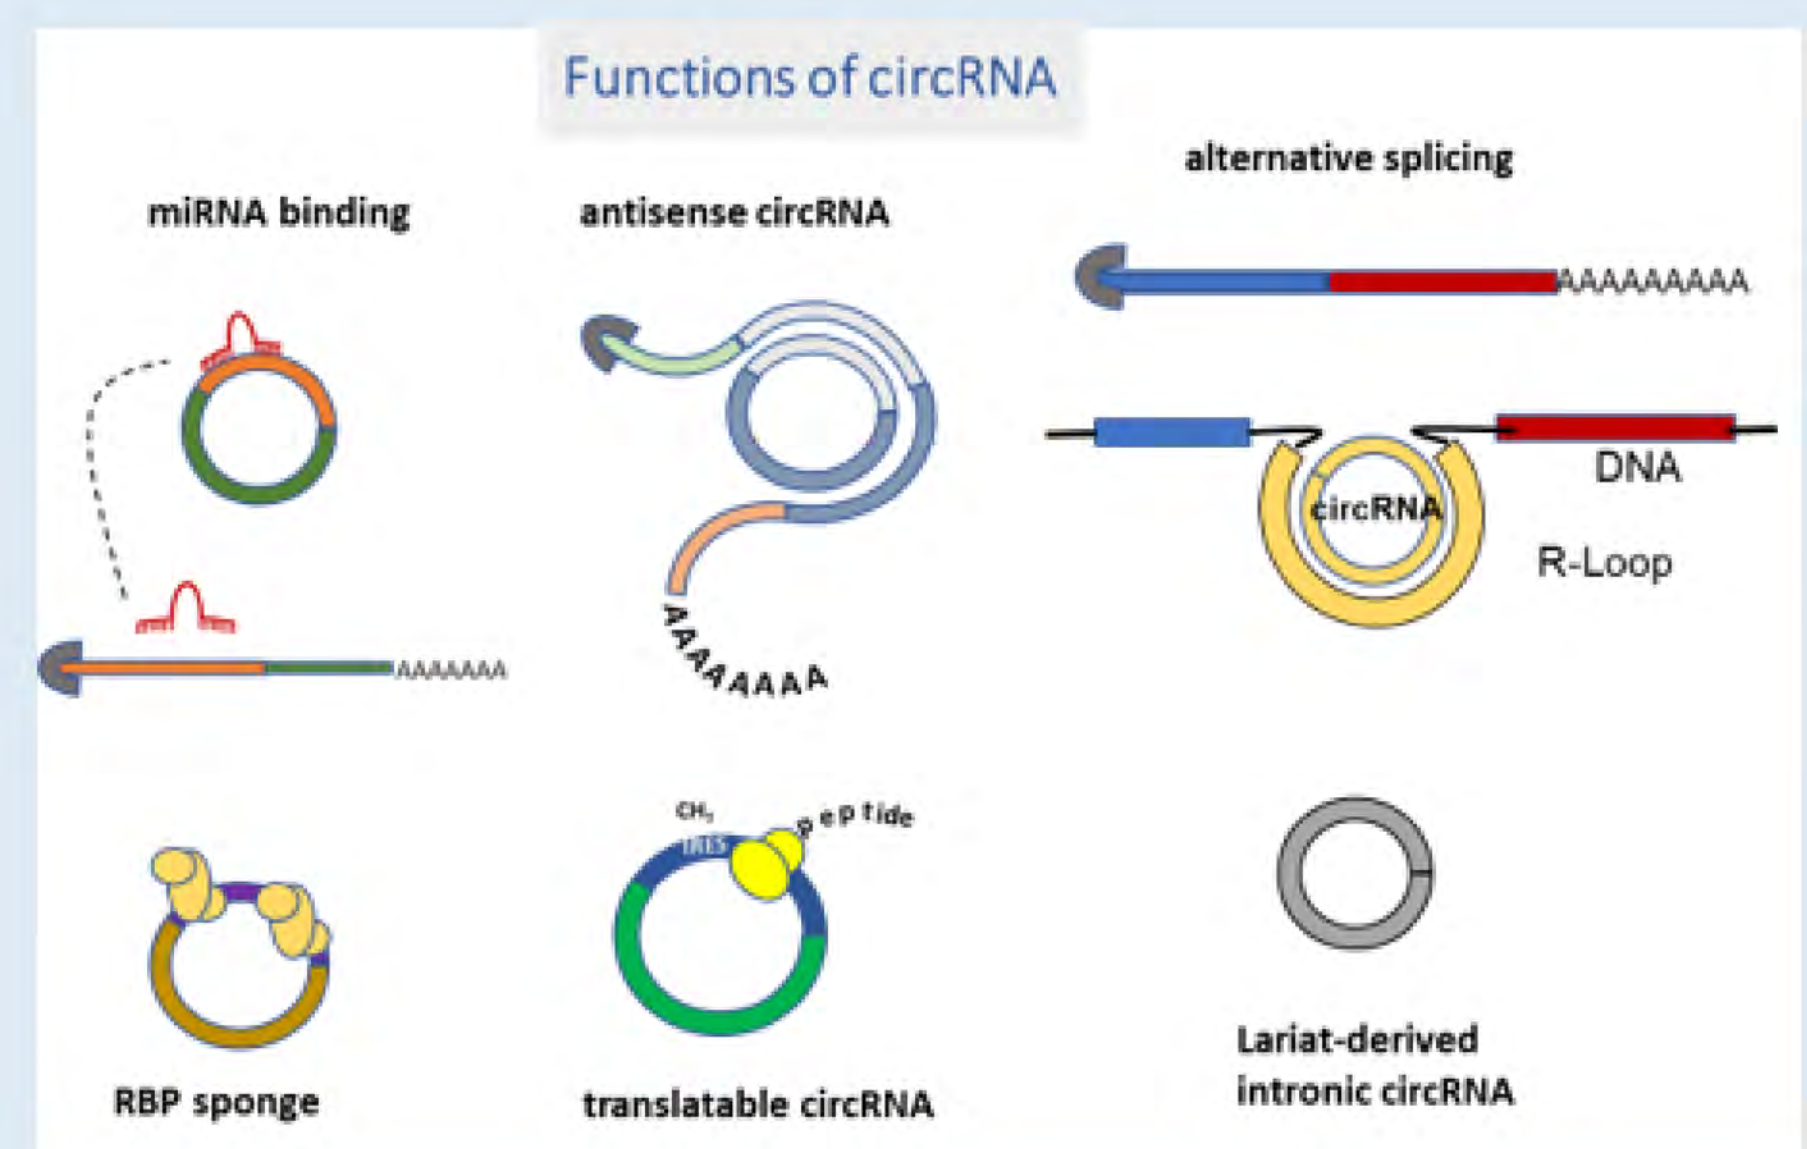 Functions of circRNA
alternative splicing
miRNA binding
antisense circRNA
AAAAAAAAA
DNA
circRNA
R-Loop
AAAAAAA
AAAAAAAAA
CH3
peptide
IRES
Lariat-derived
intronic circRNA
RBP sponge
translatable circRNA